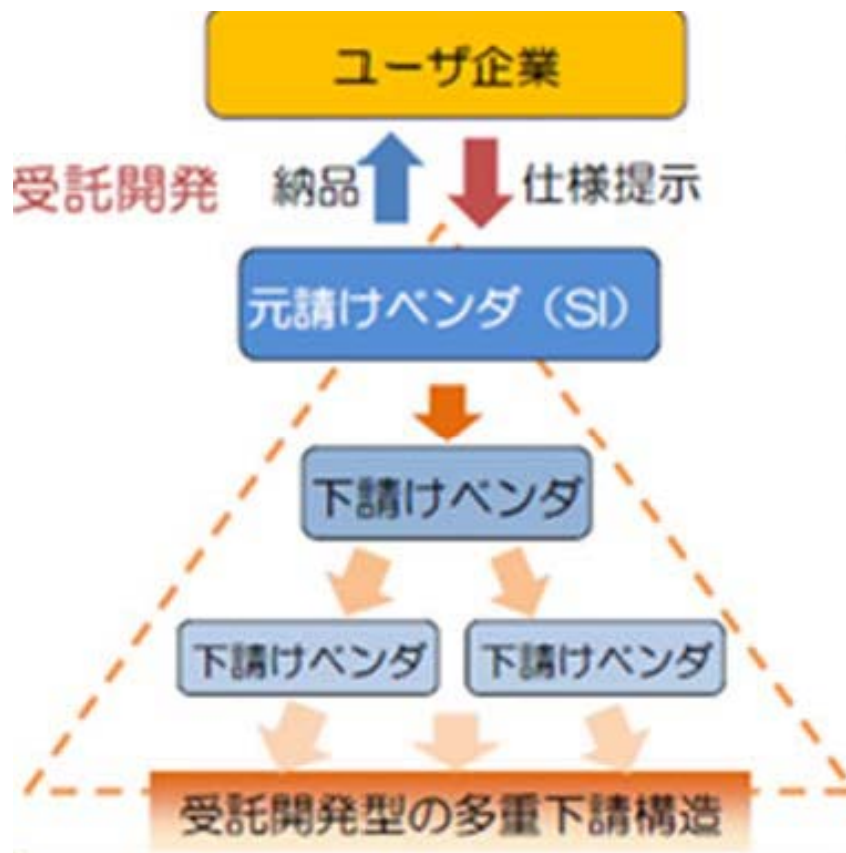 ユーザ企業
受託開発 納品 仕様提示
元請けベンダ（SI）
下請けベンダ
下請けベンダ 下請けベンダ
受託開発型の多重下請構造